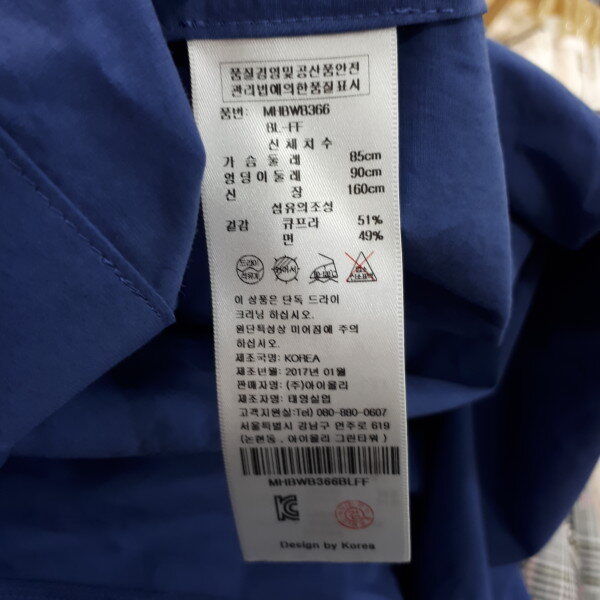 품질경영및공산품안전
관리법에의한품질표시
품번: MHBWB366
BL-FF
신체치수
가슴둘레 85cm
엉덩이둘레 90cm
신장 160cm
섬유의조성
겉감 큐프라 51%
면 49%
드라이
이 상품은 단독 드라이
크리닝 하십시오.
원단특성상 미어짐에 주의
하십시오.
제조국명: KOREA
제조년월: 2017년 01월
판매자명: (주)아이올리
제조자명: 태영실업
고객지원실:Tel) 080-880-0607
서울특별시 강남구 언주로 619
(논현동, 아이올리 그린타워)
MHBWB366BLFF
Design by Korea